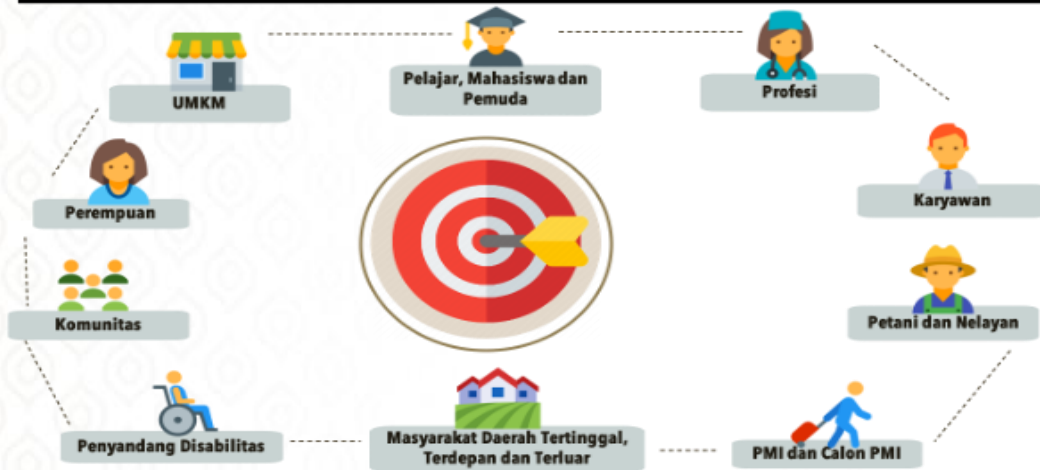 UMKM
Pelajar, Mahasiswa dan
Pemuda
Profesi
Perempuan
Karyawan
Komunitas
Petani dan Nelayan
Penyandang Disabilitas
Masyarakat Daerah Tertinggal,
Terdepan dan Terluar
PMI dan Calon PMI